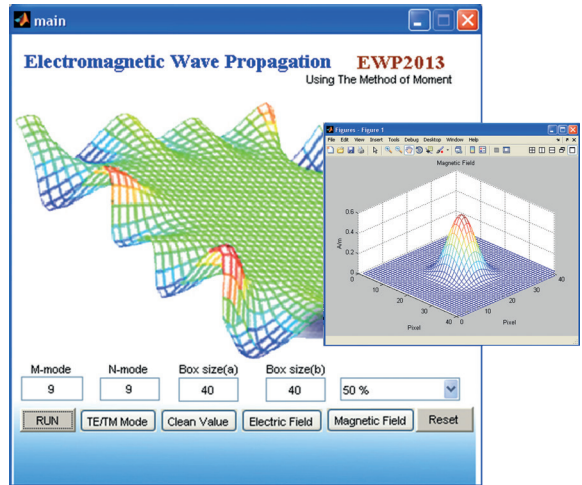 main
Electromagnetic Wave Propagation EWP2013
Using The Method of Moment
Figures - Figure 1
File Edit View Insert Tools Debug Desktop Window Help
Magnetic Field
0.6
0.4
0.2
0
A/m
0
10
20
30
40
Pixel
0
20
40
Pixel
M-mode N-mode Box size(a) Box size(b)
9 9 40 40 50 %
RUN TE/TM Mode Clean Value Electric Field Magnetic Field Reset